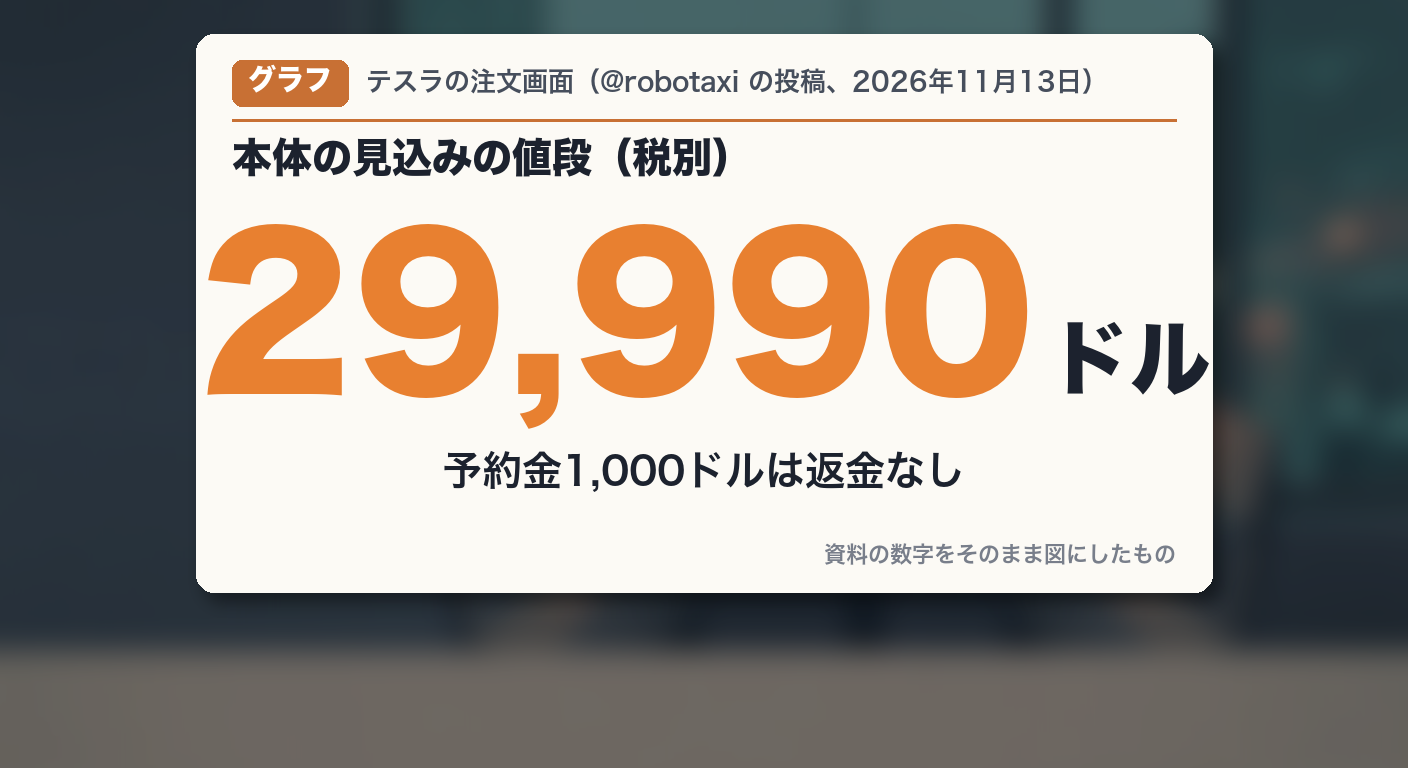 グラフ テスラの注文画面（@robotaxi の投稿、2026年11月13日）
本体の見込みの値段（税別）
29,990 ドル
予約金1,000ドルは返金なし
資料の数字をそのまま図にしたもの